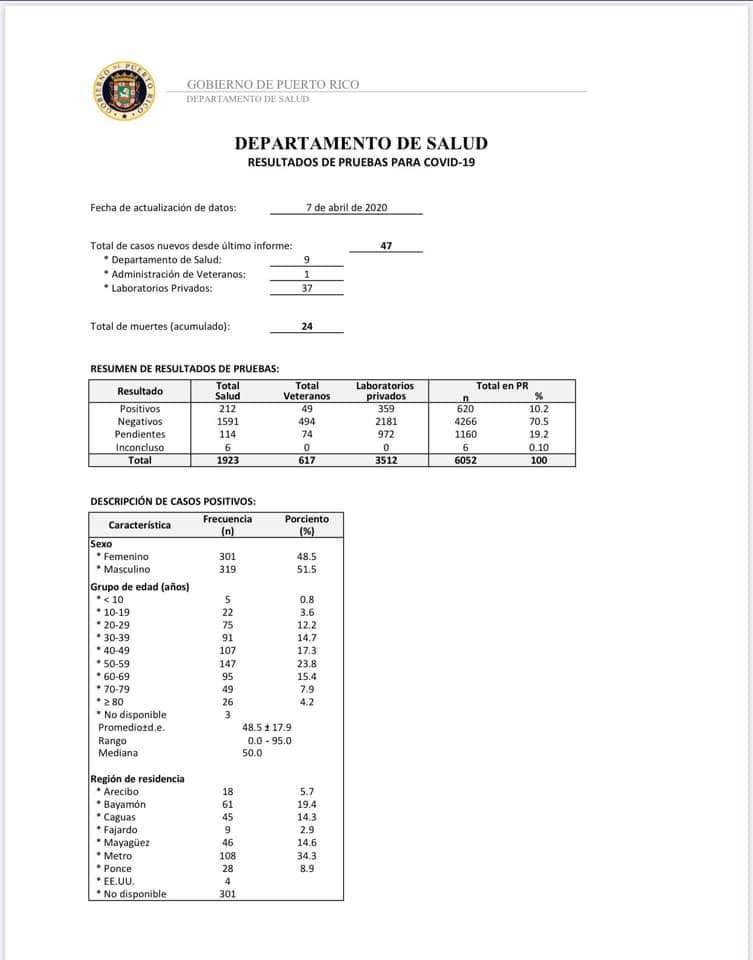 GOBIERNO DE PUERTO RICO
DEPARTAMENTO DE SALUD
DEPARTAMENTO DE SALUD
RESULTADOS DE PRUEBAS PARA COVID-19
Fecha de actualización de datos: 7 de abril de 2020
Total de casos nuevos desde último informe: 47
* Departamento de Salud: 9
* Administración de Veteranos: 1
* Laboratorios Privados: 37
Total de muertes (acumulado): 24
RESUMEN DE RESULTADOS DE PRUEBAS:
Resultado Total Salud Total Veteranos Laboratorios privados Total en PR n %
Positivos 212 49 359 620 10.2
Negativos 1591 494 2181 4266 70.5
Pendientes 114 74 972 1160 19.2
Inconcluso 6 0 0 6 0.10
Total 1923 617 3512 6052 100
DESCRIPCIÓN DE CASOS POSITIVOS:
Característica Frecuencia (n) Porciento (%)
Sexo
* Femenino 301 48.5
* Masculino 319 51.5
Grupo de edad (años)
* < 10 5 0.8
* 10-19 22 3.6
* 20-29 75 12.2
* 30-39 91 14.7
* 40-49 107 17.3
* 50-59 147 23.8
* 60-69 95 15.4
* 70-79 49 7.9
* ≥ 80 26 4.2
* No disponible 3
Promedio±d.e. 48.5 ± 17.9
Rango 0.0 - 95.0
Mediana 50.0
Región de residencia
* Arecibo 18 5.7
* Bayamón 61 19.4
* Caguas 45 14.3
* Fajardo 9 2.9
* Mayagüez 46 14.6
* Metro 108 34.3
* Ponce 28 8.9
* EE.UU. 4
* No disponible 301
GOBIERNO DE PUERTO RICO